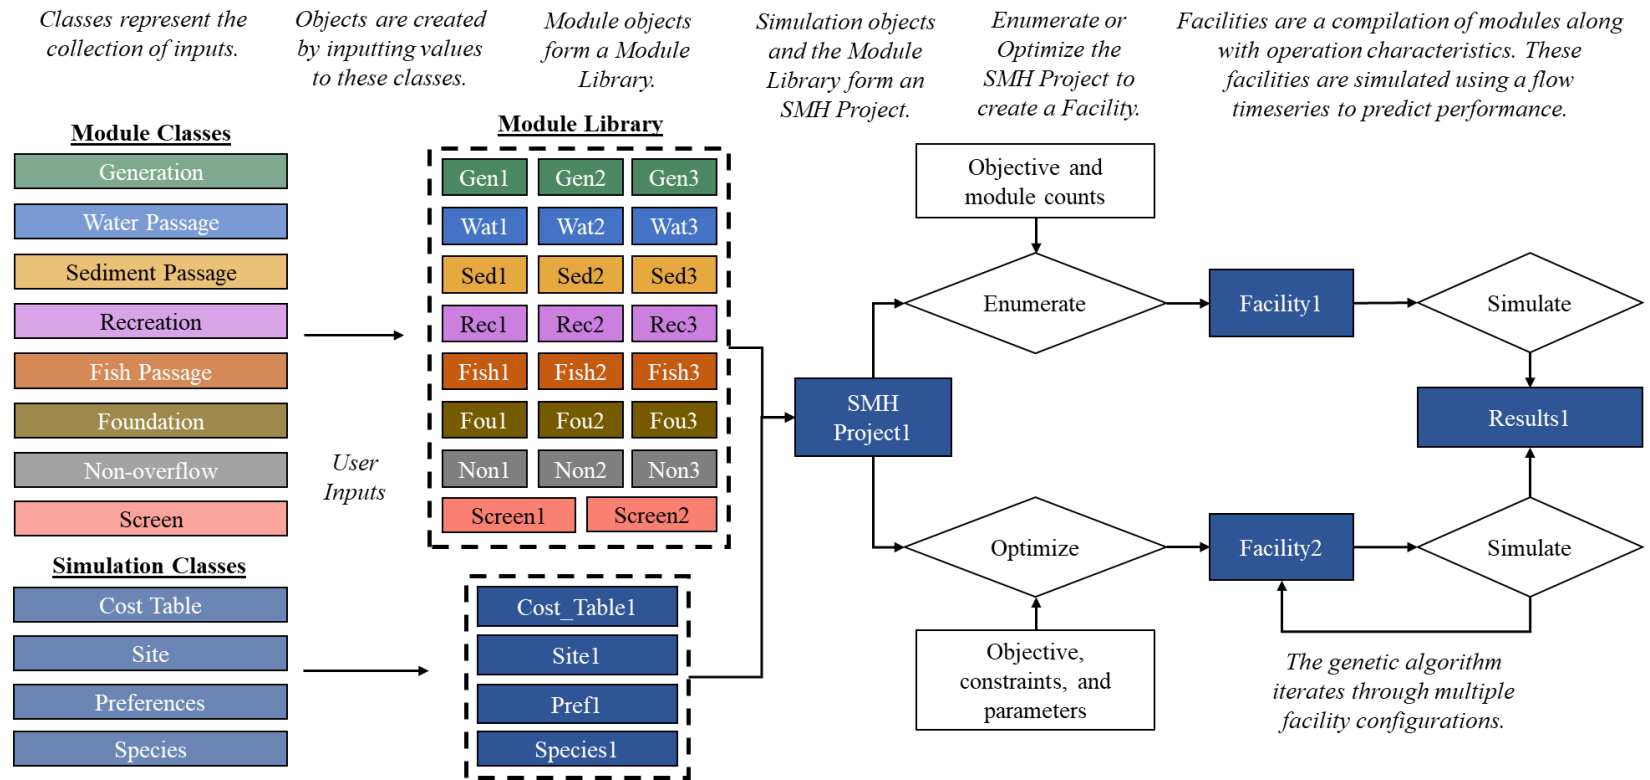 Classes represent the
collection of inputs.
Objects are created
by inputting values
to these classes.
Module objects
form a Module
Library.
Simulation objects
and the Module
Library form an
SMH Project.
Enumerate or
Optimize the
SMH Project to
create a Facility.
Facilities are a compilation of modules along
with operation characteristics. These
facilities are simulated using a flow
timeseries to predict performance.
Module Classes
Generation
Water Passage
Sediment Passage
Recreation
Fish Passage
Foundation
Non-overflow
Screen
Simulation Classes
Cost Table
Site
Preferences
Species
User
Inputs
Module Library
Gen1 Gen2 Gen3
Wat1 Wat2 Wat3
Sed1 Sed2 Sed3
Rec1 Rec2 Rec3
Fish1 Fish2 Fish3
Fou1 Fou2 Fou3
Non1 Non2 Non3
Screen1 Screen2
Cost_Table1
Site1
Pref1
Species1
SMH
Project1
Objective and
module counts
Enumerate
Facility1
Simulate
Results1
Optimize
Facility2
Simulate
Objective,
constraints, and
parameters
The genetic algorithm
iterates through multiple
facility configurations.